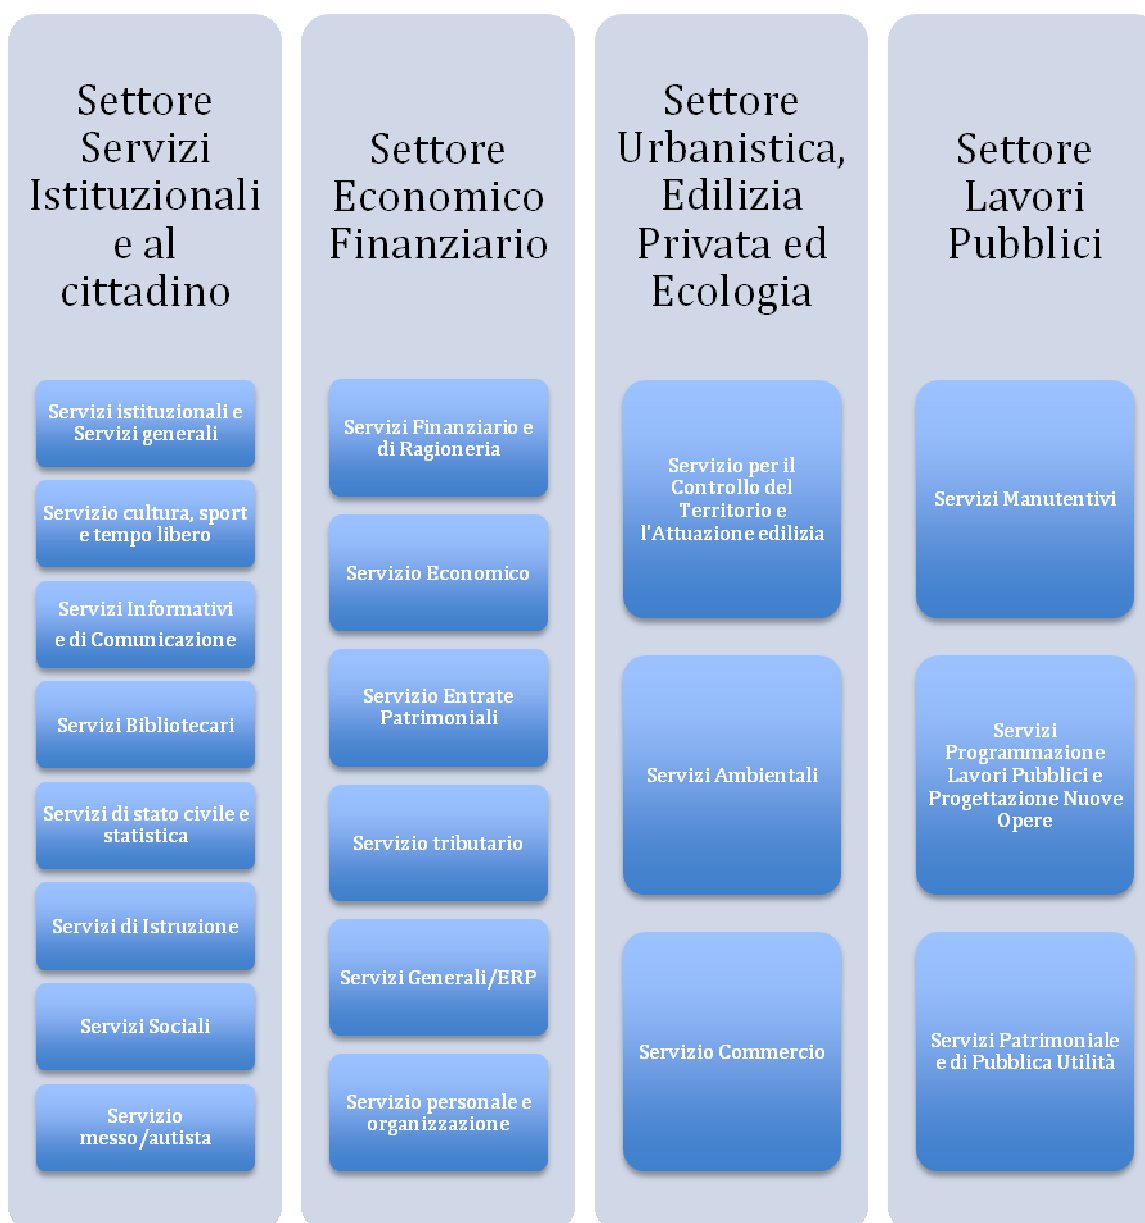 Settore
Servizi
Istituzionali
e al
cittadino
Servizi istituzionali e
Servizi generali
Servizio cultura, sport
e tempo libero
Servizi Informativi
e di Comunicazione
Servizi Bibliotecari
Servizi di stato civile e
statistica
Servizi di Istruzione
Servizi Sociali
Servizio
messo/autista
Settore
Economico
Finanziario
Servizi Finanziario e
di Ragioneria
Servizio Economico
Servizio Entrate
Patrimoniali
Servizio tributario
Servizi Generali/ERP
Servizio personale e
organizzazione
Settore
Urbanistica,
Edilizia
Privata ed
Ecologia
Servizio per il
Controllo del
Territorio e
l'Attuazione edilizia
Servizi Ambientali
Servizio Commercio
Settore
Lavori
Pubblici
Servizi Manutentivi
Servizi
Programmazione
Lavori Pubblici e
Progettazione Nuove
Opere
Servizi Patrimoniale
e di Pubblica Utilità